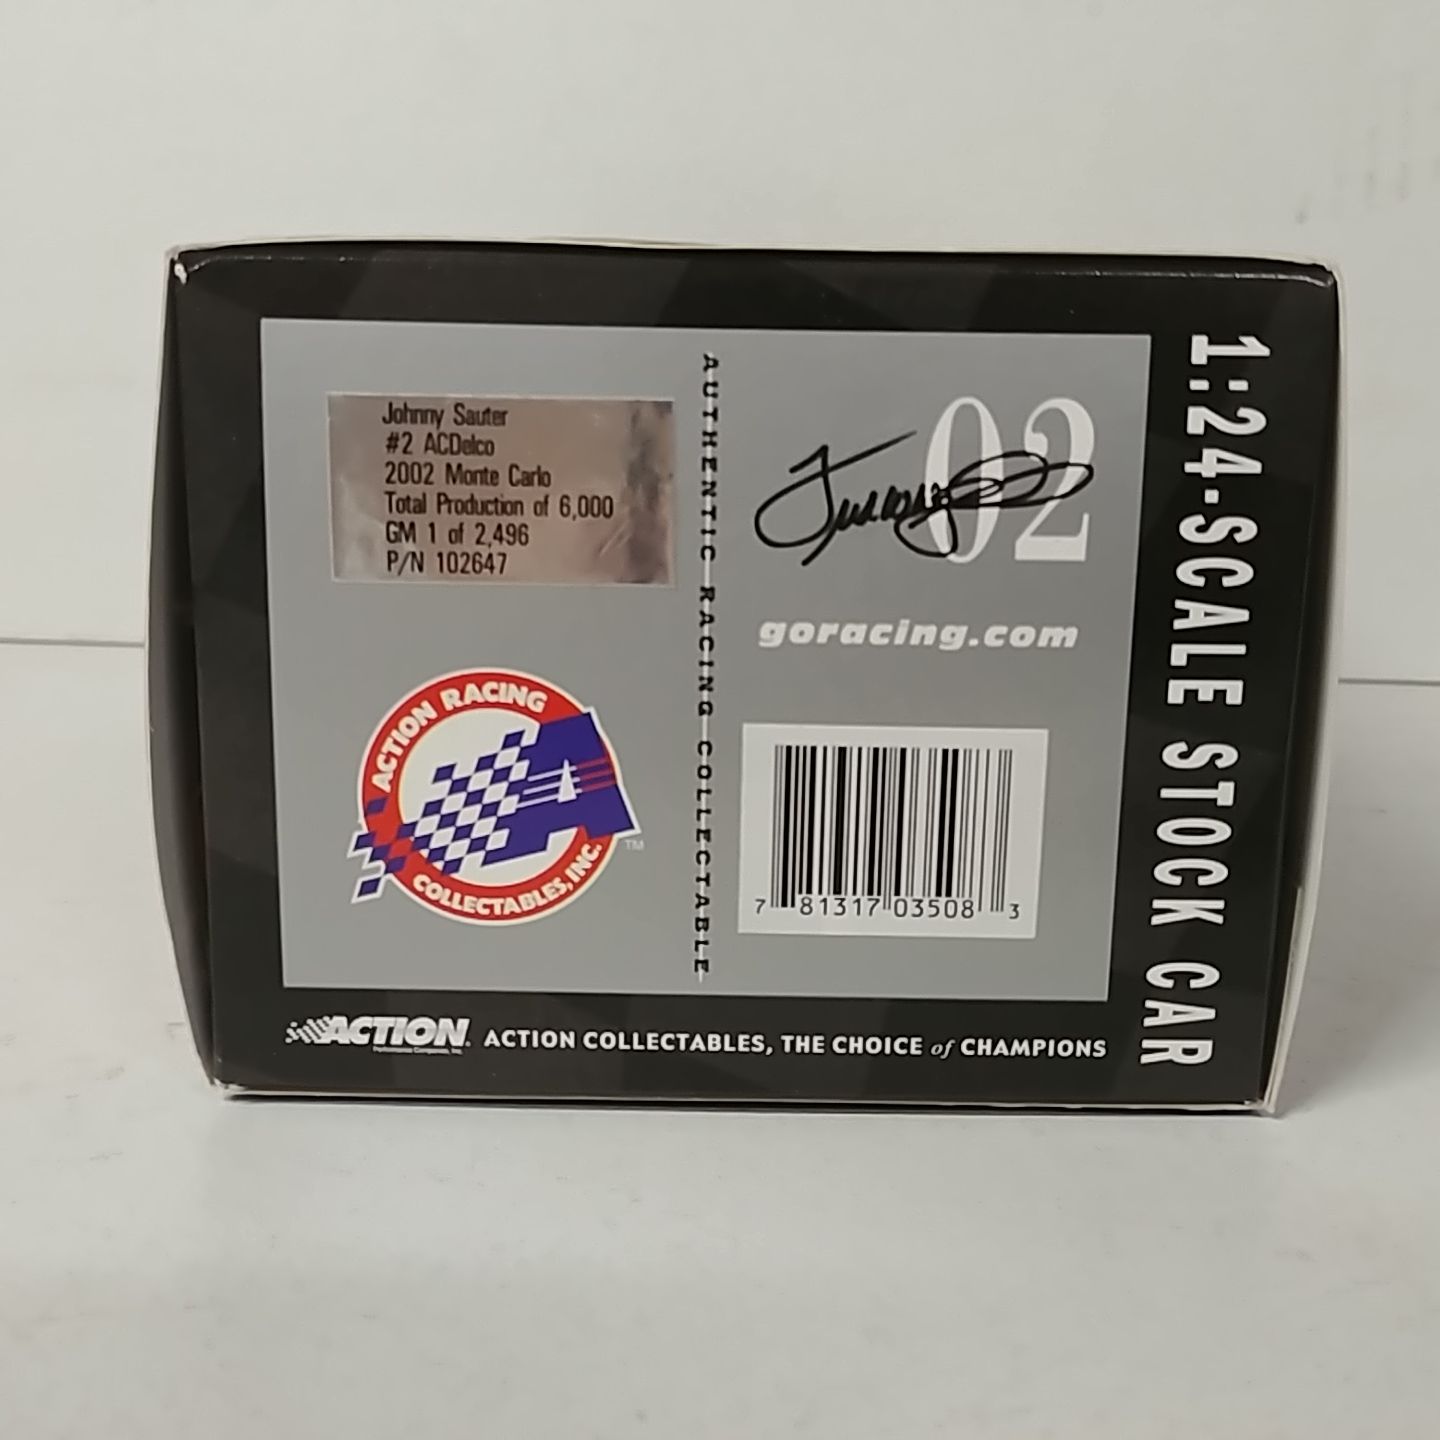 Johnny Sauter
#2 ACDelco
2002 Monte Carlo
Total Production of 6,000
GM 1 of 2,496
P/N 102647
ACTION RACING
COLLECTABLES, INC.
TM
AUTHENTIC RACING COLLECTABLE
02
goracing.com
7 81317 03508 3
1:24-SCALE STOCK CAR
ACTION
ACTION COLLECTABLES, THE CHOICE of CHAMPIONS